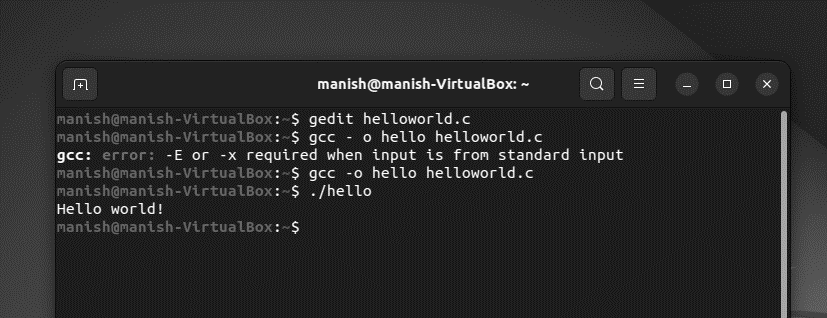 manish@manish-VirtualBox: ~
manish@manish-VirtualBox:~$ gedit helloworld.c
manish@manish-VirtualBox:~$ gcc - o hello helloworld.c
gcc: error: -E or -x required when input is from standard input
manish@manish-VirtualBox:~$ gcc -o hello helloworld.c
manish@manish-VirtualBox:~$ ./hello
Hello world!
manish@manish-VirtualBox:~$